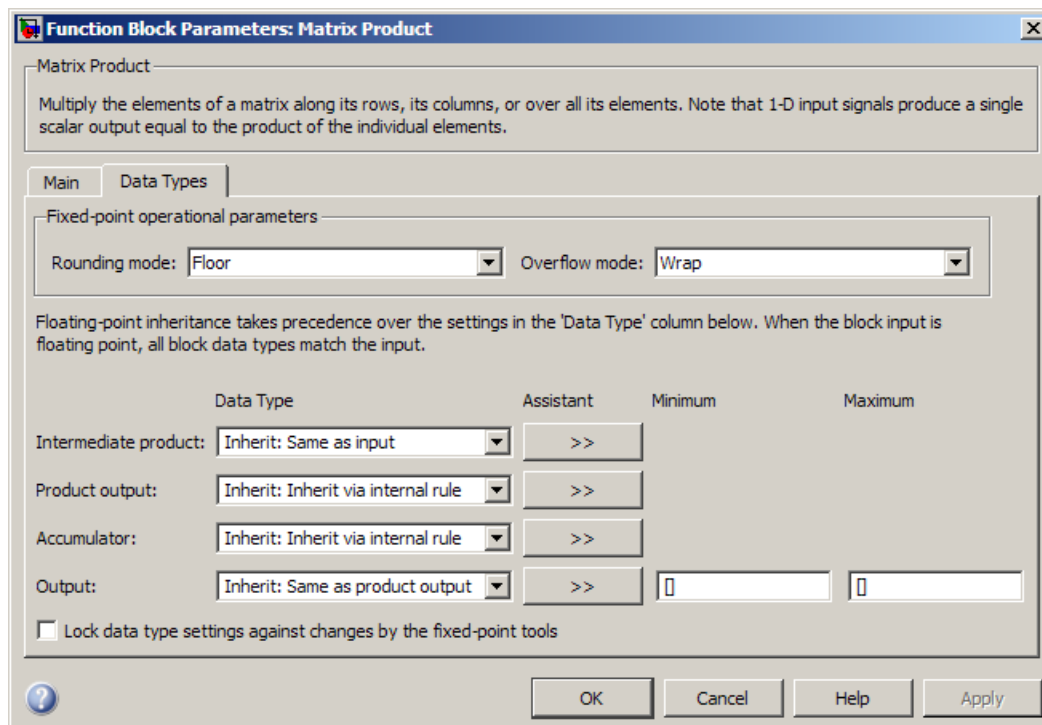 Function Block Parameters: Matrix Product
Matrix Product
Multiply the elements of a matrix along its rows, its columns, or over all its elements. Note that 1-D input signals produce a single
scalar output equal to the product of the individual elements.
Main Data Types
Fixed-point operational parameters
Rounding mode: Floor Overflow mode: Wrap
Floating-point inheritance takes precedence over the settings in the 'Data Type' column below. When the block input is
floating point, all block data types match the input.
Data Type Assistant Minimum Maximum
Intermediate product: Inherit: Same as input >>
Product output: Inherit: Inherit via internal rule >>
Accumulator: Inherit: Inherit via internal rule >>
Output: Inherit: Same as product output >> [] []
Lock data type settings against changes by the fixed-point tools
? OK Cancel Help Apply